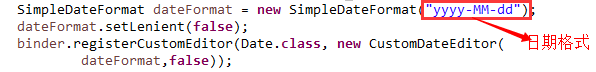 SimpleDateFormat dateFormat = new SimpleDateFormat("yyyy-MM-dd");
dateFormat.setLenient(false);
binder.registerCustomEditor(Date.class, new CustomDateEditor(
日期格式
dateFormat,false));